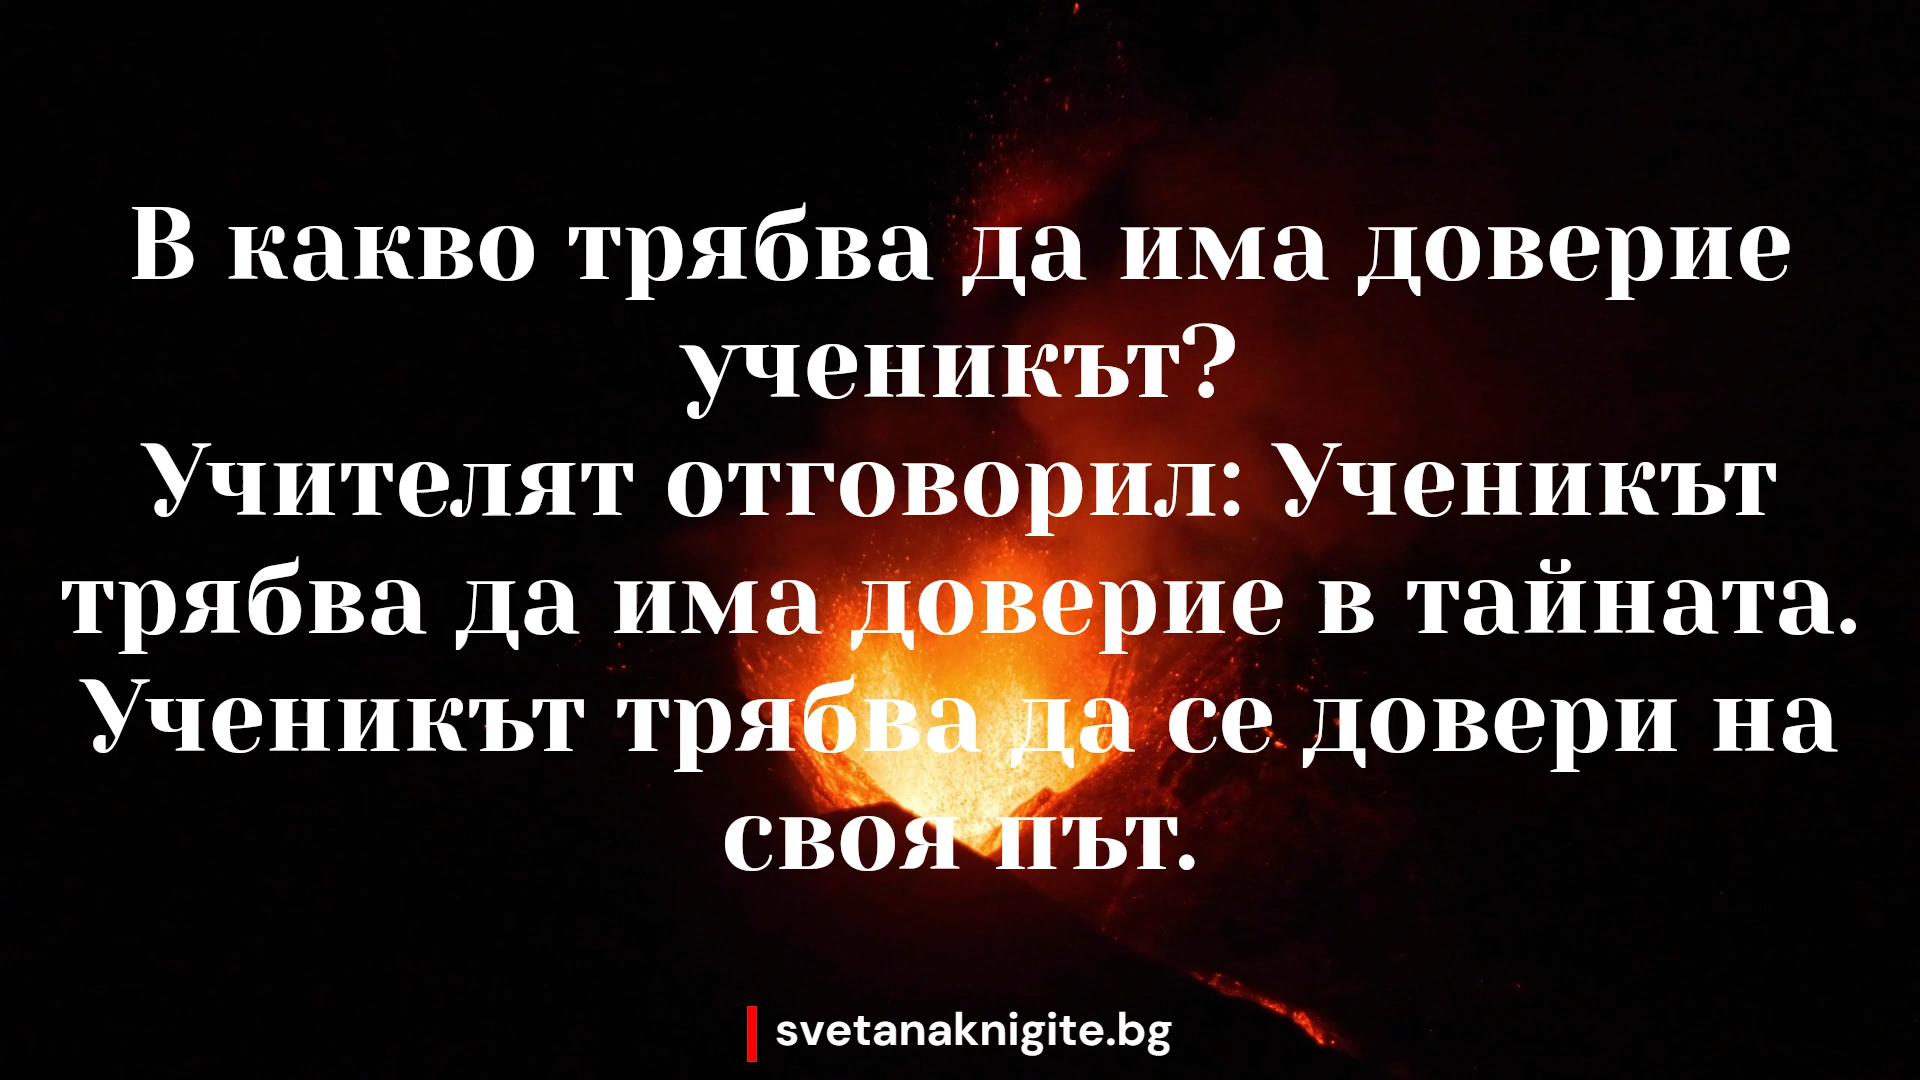 В какво трябва да има доверие
ученикът?
Учителят отговорил: Ученикът
трябва да има доверие в тайната.
Ученикът трябва да се довери на
своя път.
svetanaknigite.bg